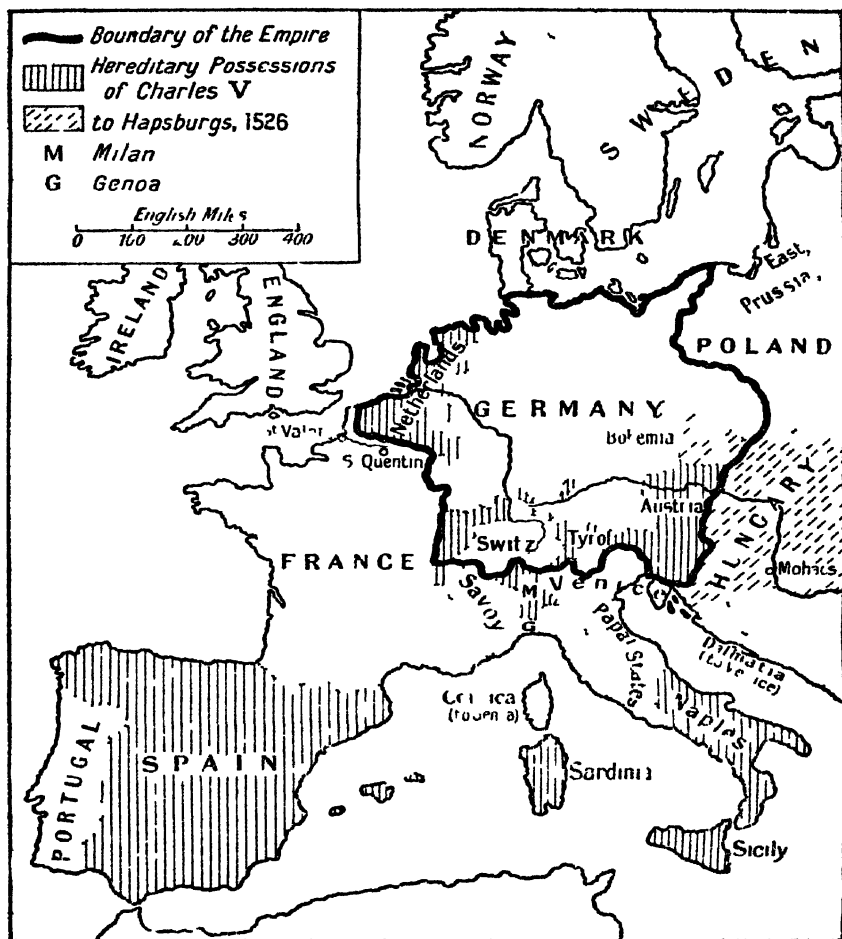 Boundary of the Empire
Hereditary Possessions
of Charles V
to Hapsburgs, 1526
M Milan
G Genoa
English Miles
0 100 200 300 400
NORWAY
SWEDEN
DENMARK
East
Prussia
IRELAND
ENGLAND
POLAND
Netherlands
GERMANY
Bohemia
S Quentin
Austria
HUNGARY
Switz
Tyrol
Mohacs
FRANCE
Savoy
M
Venice
G
Papal States
Dalmatia
Naples
PORTUGAL
SPAIN
Sardinia
Sicily